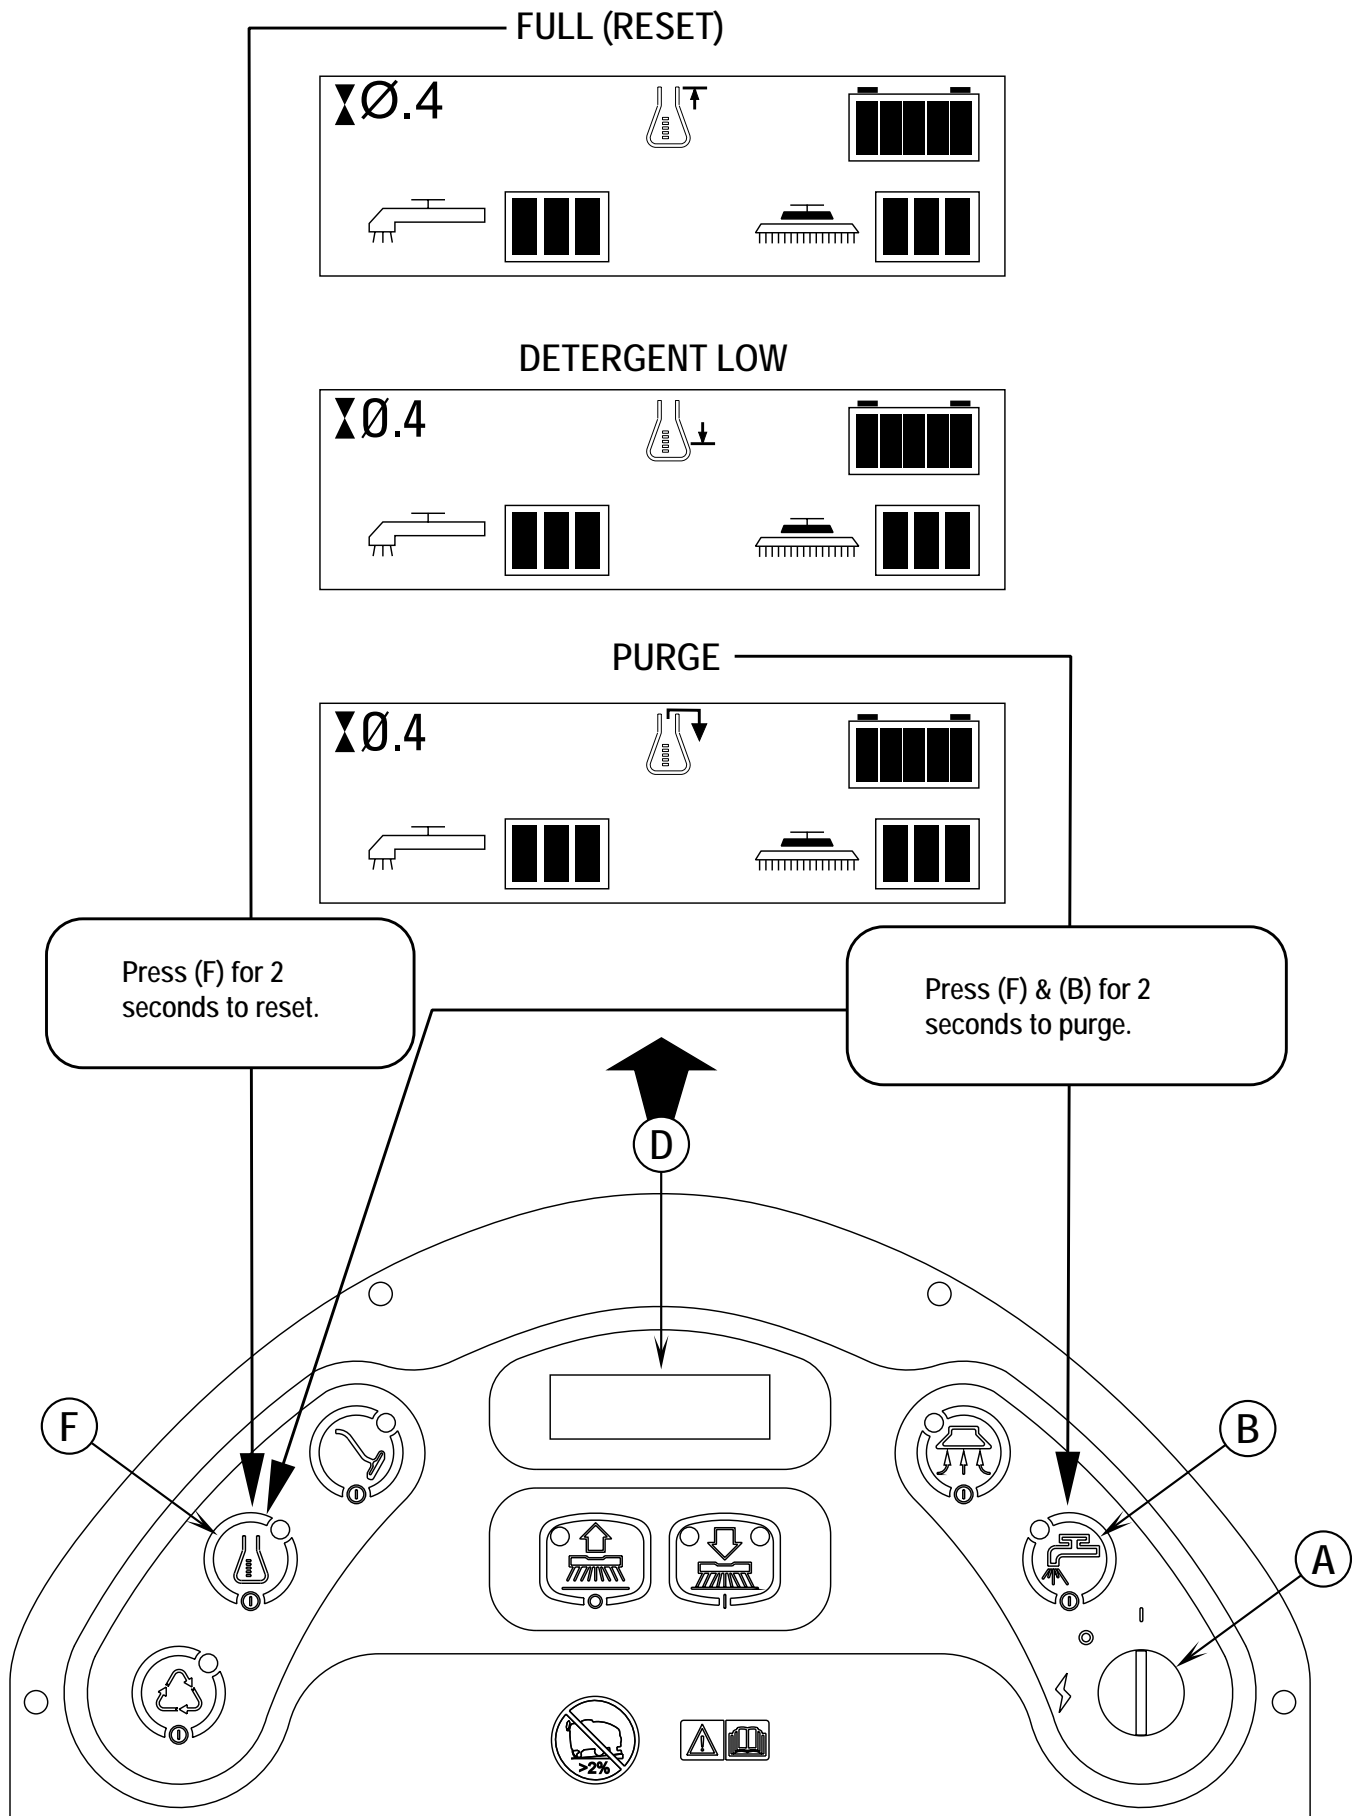 FULL (RESET)
Ø.4
DETERGENT LOW
Ø.4
PURGE
Ø.4
Press (F) for 2
seconds to reset.
Press (F) & (B) for 2
seconds to purge.
D
F
B
A
>2%